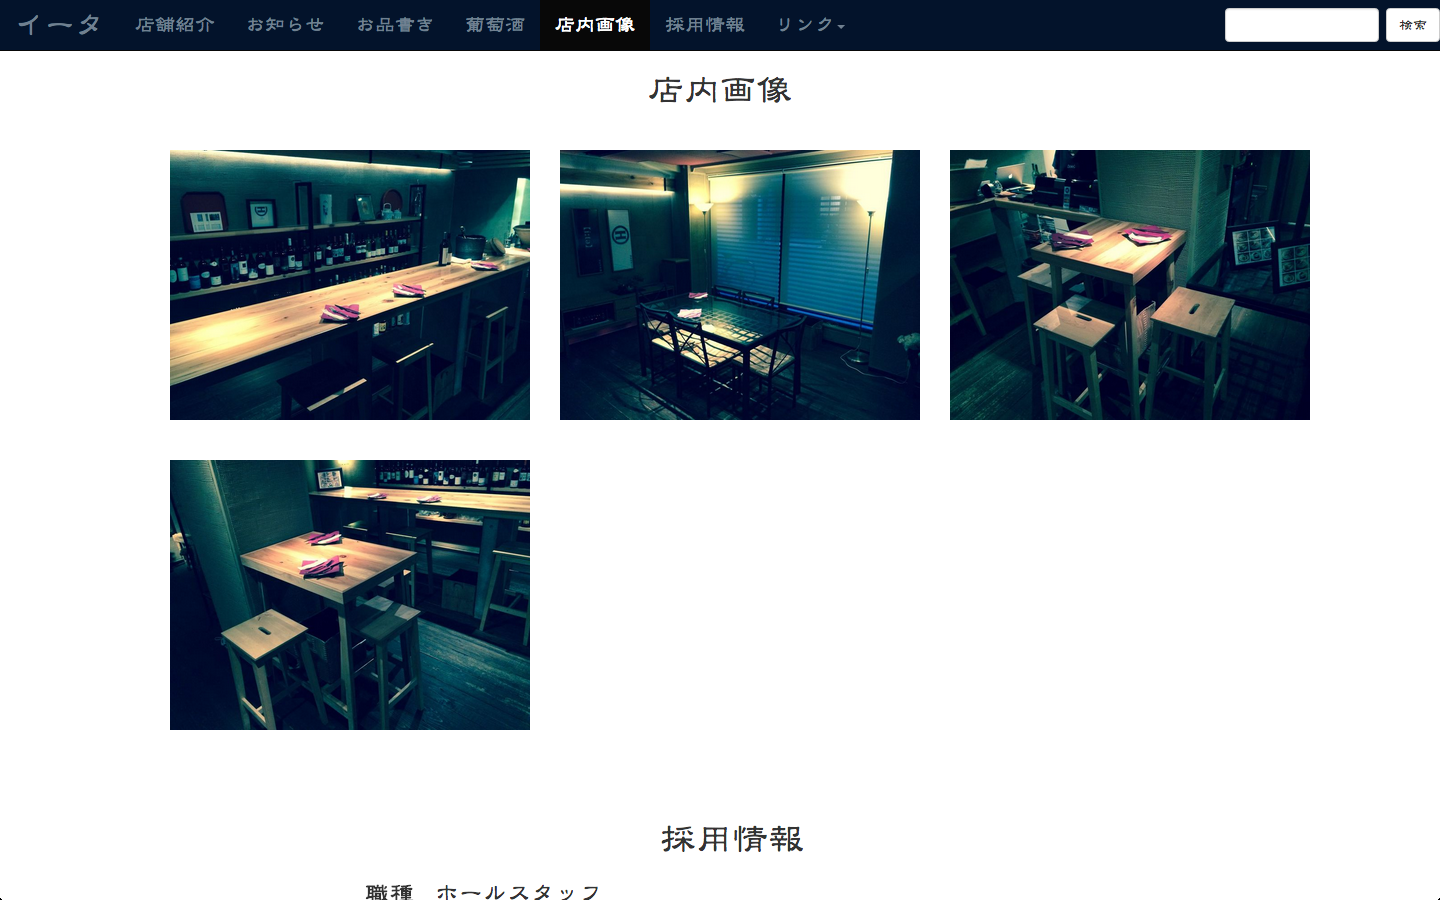 イータ 店舗紹介 お知らせ お品書き 葡萄酒 店内画像 採用情報 リンク 検索
店内画像
採用情報
職種 ホールスタッフ